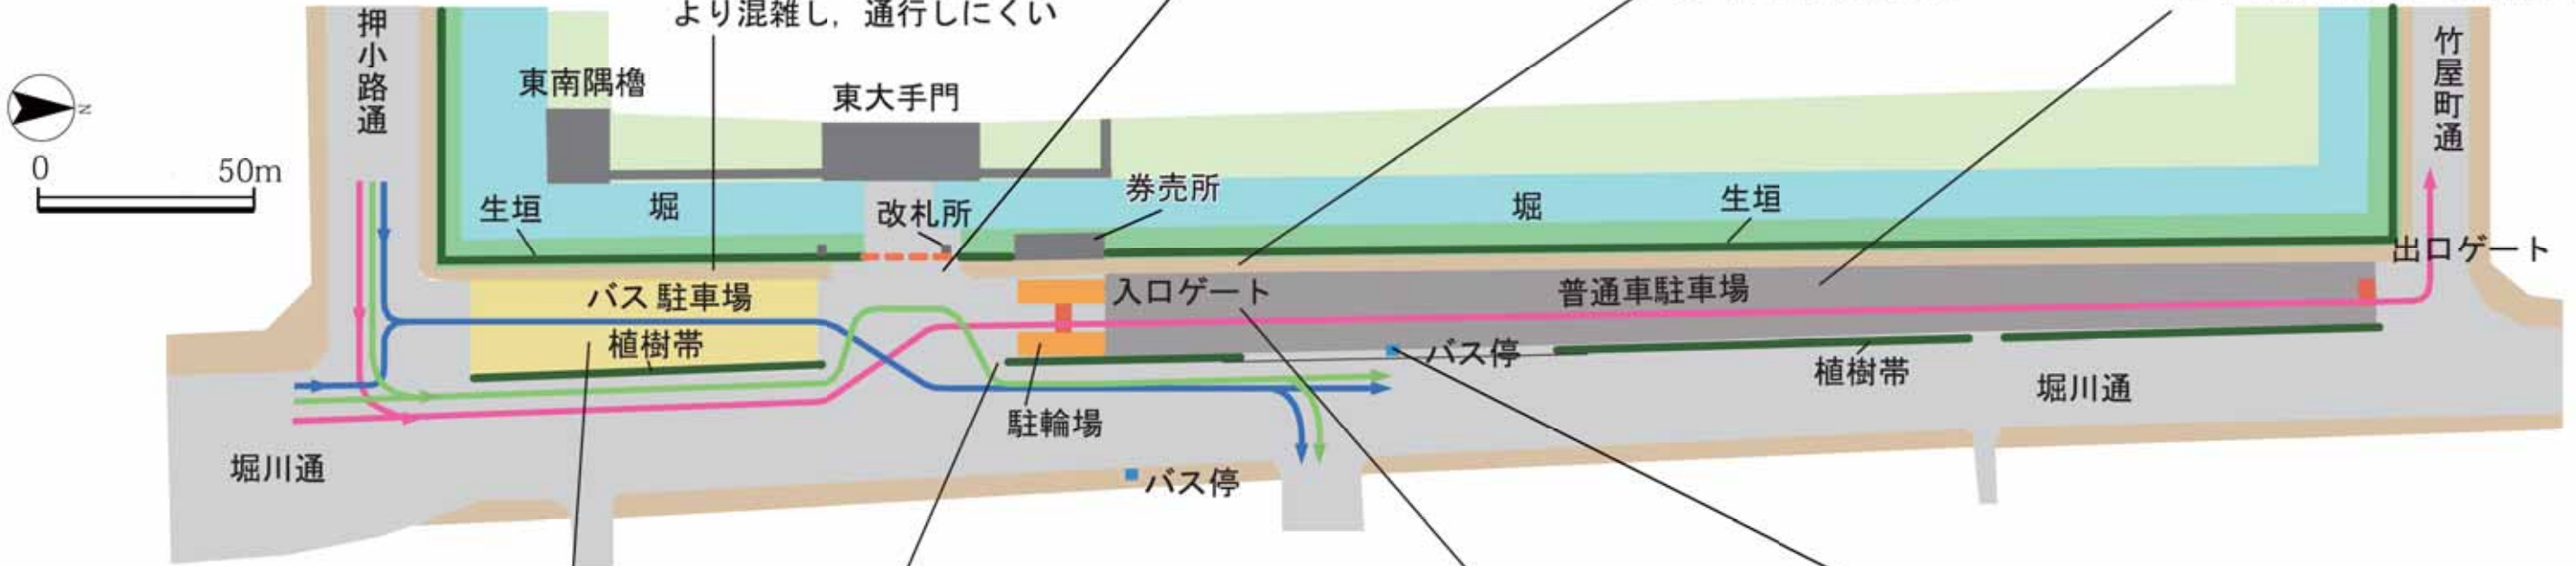 より混雑し，通行しにくい
押小路通
竹屋町通
東南隅櫓
東大手門
N
0 50m
生垣
堀
改札所
券売所
堀
生垣
出口ゲート
バス駐車場
入口ゲート
普通車駐車場
植樹帯
バス停
植樹帯
堀川通
駐輪場
堀川通
バス停